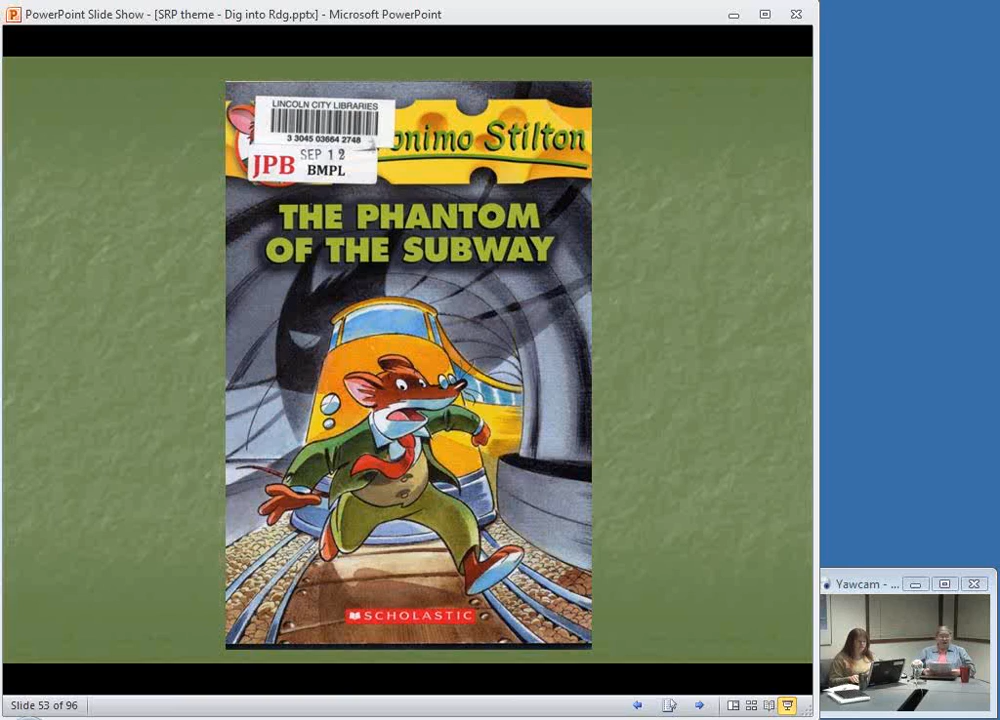 PowerPoint Slide Show - [SRP theme - Dig into Rdg.pptx] - Microsoft PowerPoint
LINCOLN CITY LIBRARIES
3 3045 03664 2748
onimo Stilton
SEP 12
JPB BMPL
THE PHANTOM
OF THE SUBWAY
SCHOLASTIC
Yawcam - ...
Slide 53 of 96